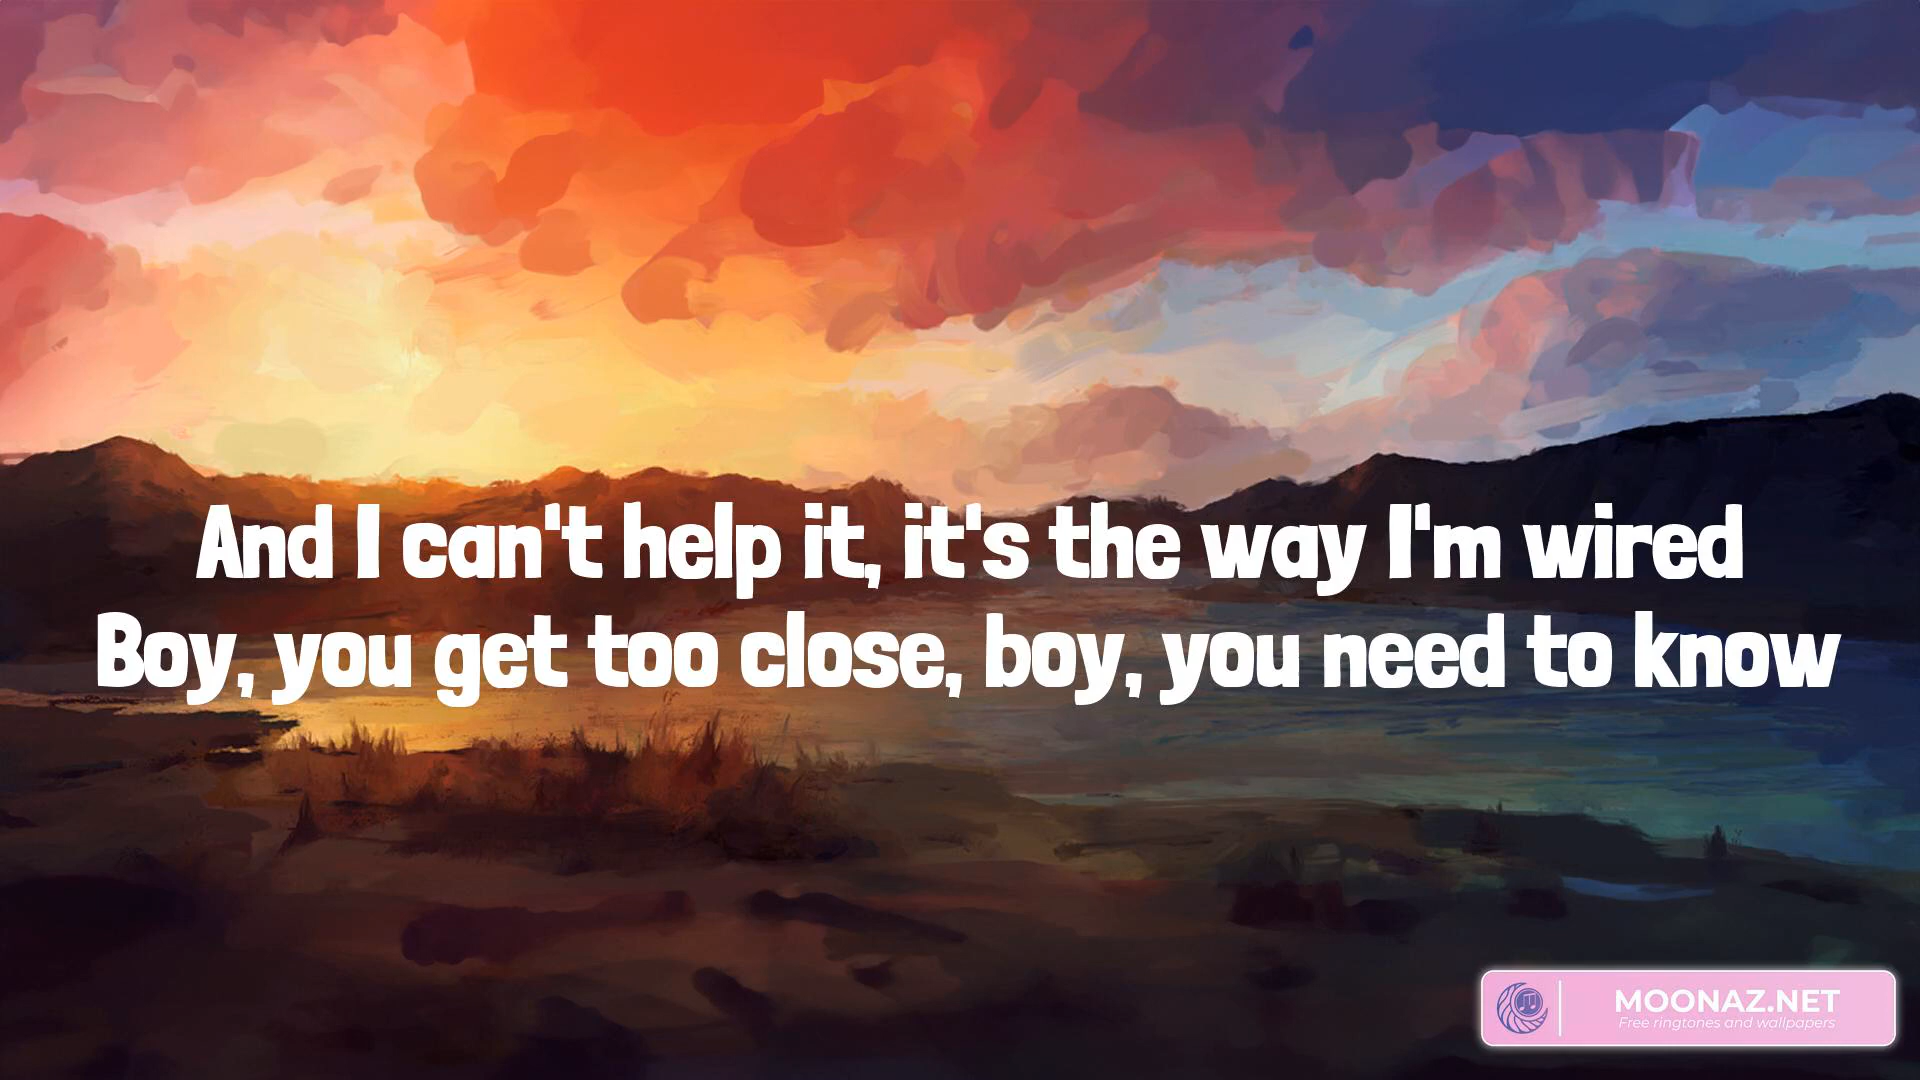 And I can't help it, it's the way I'm wired
Boy, you get too close, boy, you need to know
MOONAZ.NET
Free ringtones and wallpapers